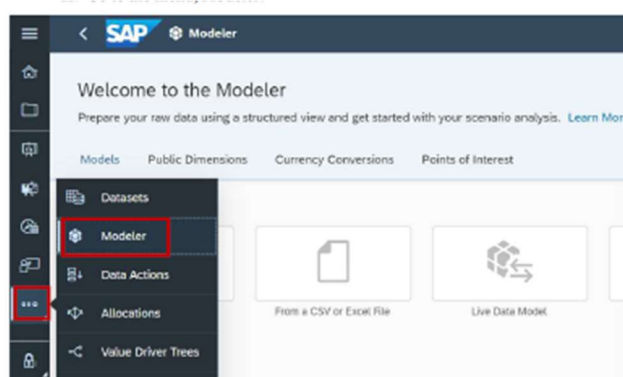 SAP Modeler
Welcome to the Modeler
Prepare your raw data using a structured view and get started with your scenario analysis. Learn Mor
Models Public Dimensions Currency Conversions Points of Interest
Datasets
Modeler
Data Actions
Allocations
Value Driver Trees
From a CSV or Excel File
Live Data Model